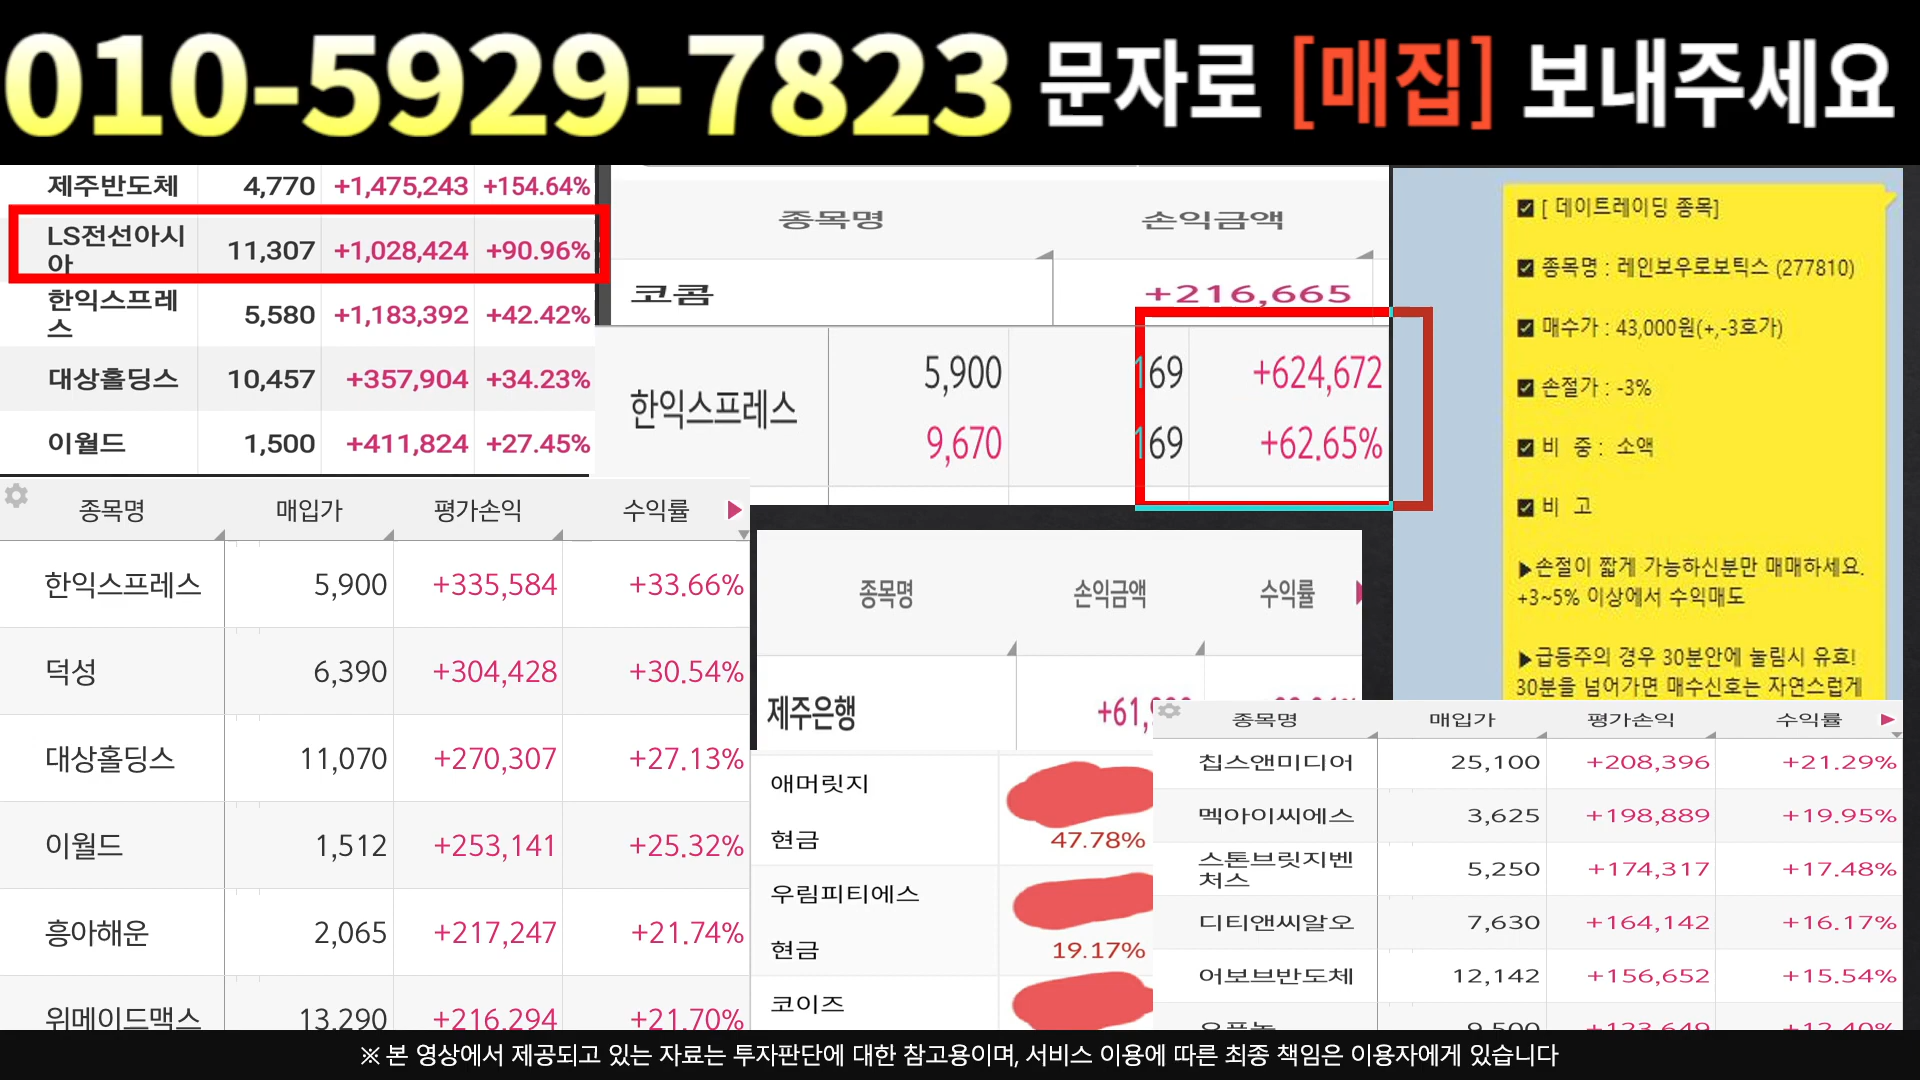 010-5929-7823 문자로 [매집] 보내주세요
제주반도체 4,770 +1,475,243 +154.64%
LS전선아시아 11,307 +1,028,424 +90.96%
한익스프레스 5,580 +1,183,392 +42.42%
대상홀딩스 10,457 +357,904 +34.23%
이월드 1,500 +411,824 +27.45%
종목명 손익금액
코콤 +216,665
한익스프레스 5,900 169 +624,672
9,670 169 +62.65%
☑ [ 데이트레이딩 종목]
☑ 종목명 : 레인보우로보틱스 (277810)
☑ 매수가 : 43,000원(+,-3호가)
☑ 손절가 : -3%
☑ 비 중 : 소액
☑ 비 고
▶손절이 짧게 가능하신분만 매매하세요.
+3~5% 이상에서 수익매도
▶급등주의 경우 30분안에 눌림시 유효!
30분을 넘어가면 매수신호는 자연스럽게
종목명 매입가 평가손익 수익률
한익스프레스 5,900 +335,584 +33.66%
덕성 6,390 +304,428 +30.54%
대상홀딩스 11,070 +270,307 +27.13%
이월드 1,512 +253,141 +25.32%
흥아해운 2,065 +217,247 +21.74%
위메이드맥스 13,290 +216,294 +21.70%
종목명 손익금액 수익률
제주은행
애머릿지
현금 47.78%
우림피티에스
현금 19.17%
코이즈
종목명 매입가 평가손익 수익률
칩스앤미디어 25,100 +208,396 +21.29%
멕아이씨에스 3,625 +198,889 +19.95%
스톤브릿지벤처스 5,250 +174,317 +17.48%
디티앤씨알오 7,630 +164,142 +16.17%
어보브반도체 12,142 +156,652 +15.54%
※ 본 영상에서 제공되고 있는 자료는 투자판단에 대한 참고용이며, 서비스 이용에 따른 최종 책임은 이용자에게 있습니다